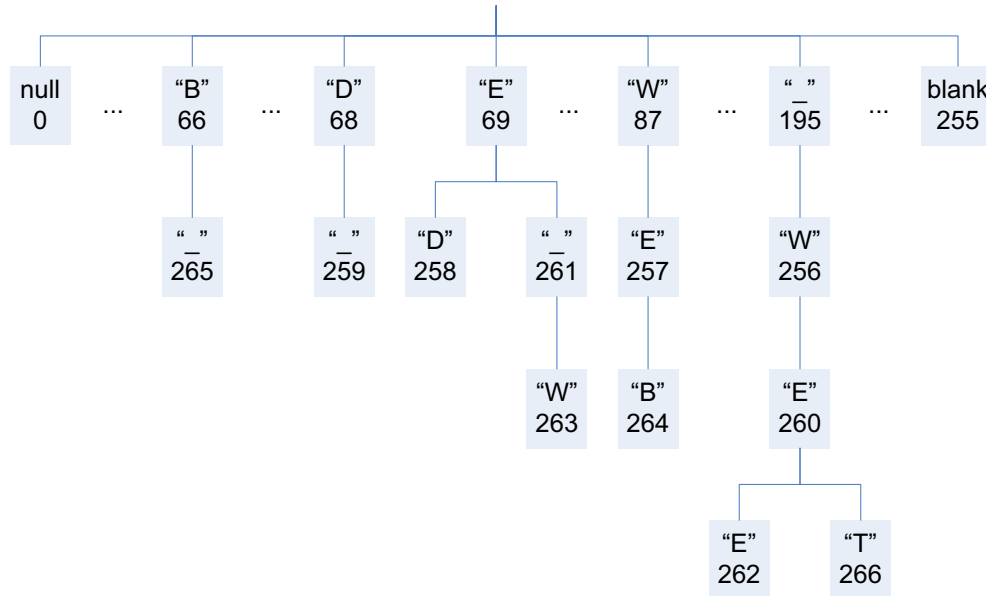 null ... “B” ... “D” “E” ... “W” ... “_” ... blank
0 66 68 69 87 195 255
“_” “_” “D” “_” “E” “W”
265 259 258 261 257 256
“W” “B” “E”
263 264 260
“E” “T”
262 266